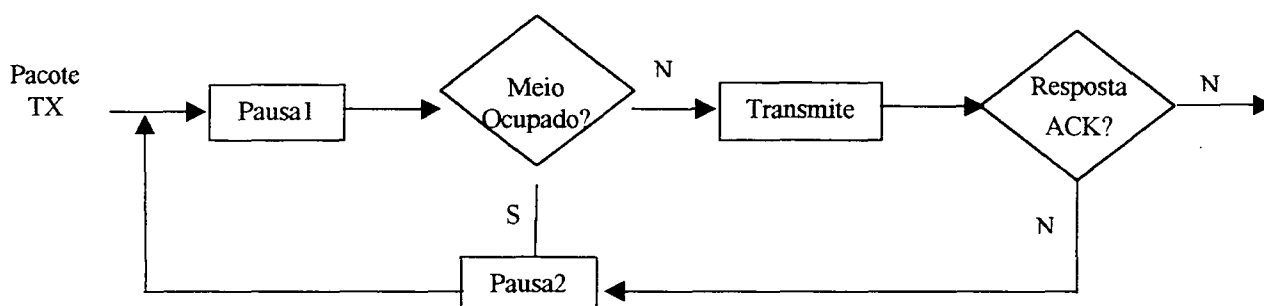 Pacote
TX
Pausa1
Meio
Ocupado?
N
Transmite
Resposta
ACK?
N
S
N
Pausa2